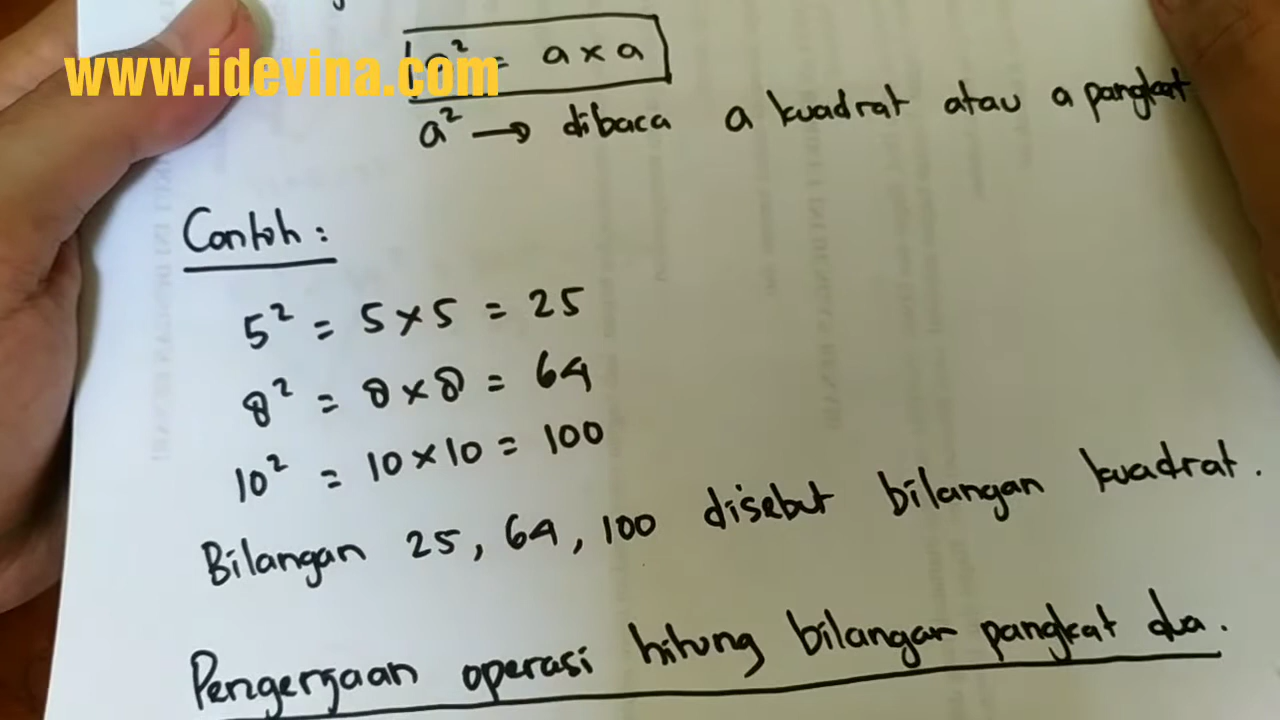 www.idevina.com
a² = a × a
a² → dibaca a kuadrat atau a pangkat
Contoh :
5² = 5 × 5 = 25
8² = 8 × 8 = 64
10² = 10 × 10 = 100
Bilangan 25, 64, 100 disebut bilangan kuadrat.
Pengerjaan operasi hitung bilangan pangkat dua.